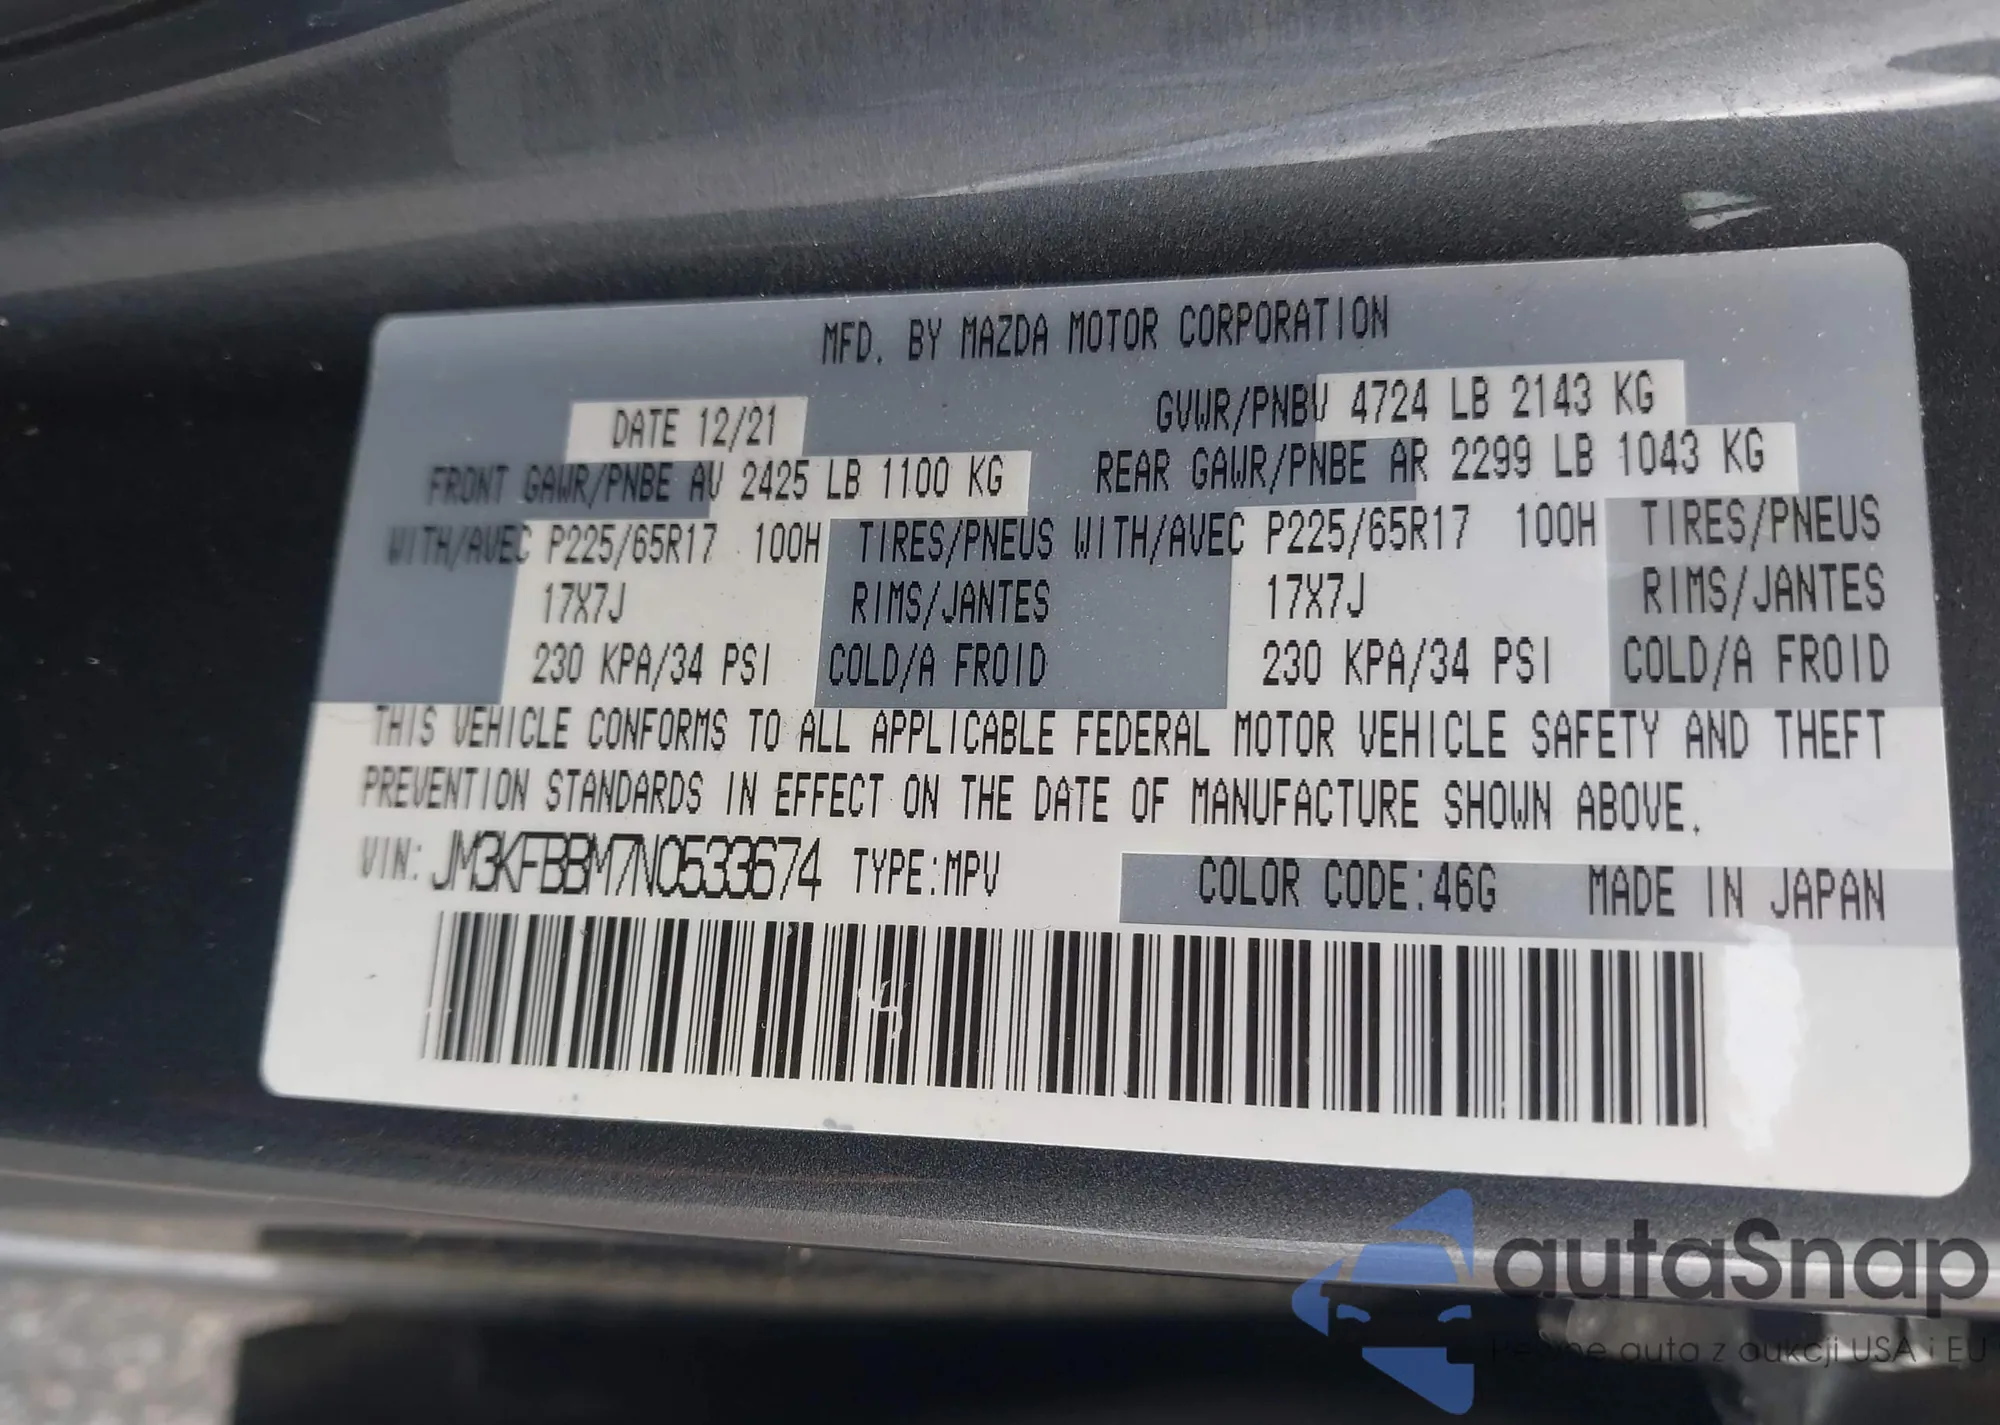 MFD. BY MAZDA MOTOR CORPORATION
DATE 12/21 GVWR/PNBV 4724 LB 2143 KG
FRONT GAWR/PNBE AV 2425 LB 1100 KG REAR GAWR/PNBE AR 2299 LB 1043 KG
WITH/AVEC P225/65R17 100H TIRES/PNEUS WITH/AVEC P225/65R17 100H TIRES/PNEUS
17X7J RIMS/JANTES 17X7J RIMS/JANTES
230 KPA/34 PSI COLD/A FROID 230 KPA/34 PSI COLD/A FROID
THIS VEHICLE CONFORMS TO ALL APPLICABLE FEDERAL MOTOR VEHICLE SAFETY AND THEFT
PREVENTION STANDARDS IN EFFECT ON THE DATE OF MANUFACTURE SHOWN ABOVE.
VIN: JM3KFBBM7N0533674 TYPE:MPV COLOR CODE:46G MADE IN JAPAN
autaSnap
Pewne auta z aukcji USA i EU